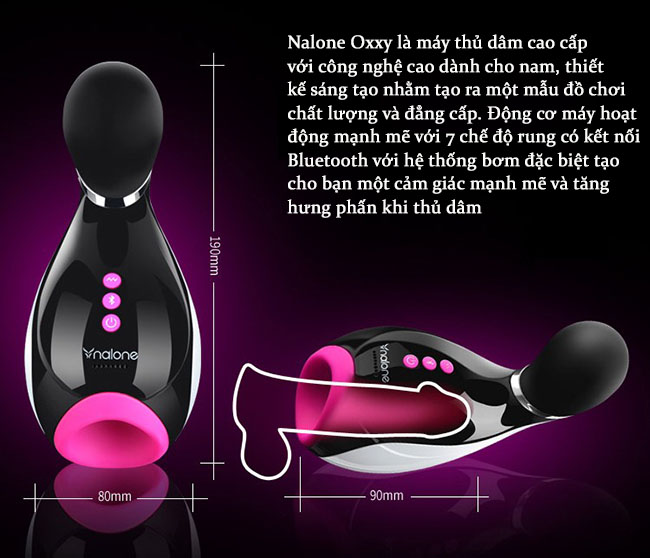 Nalone Oxxy là máy thủ dâm cao cấp
với công nghệ cao dành cho nam, thiết
kế sáng tạo nhằm tạo ra một mẫu đồ chơi
chất lượng và đẳng cấp. Động cơ máy hoạt
động mạnh mẽ với 7 chế độ rung có kết nối
Bluetooth với hệ thống bơm đặc biệt tạo
cho bạn một cảm giác mạnh mẽ và tăng
hưng phấn khi thủ dâm
190mm
nalone
nalone
80mm
90mm